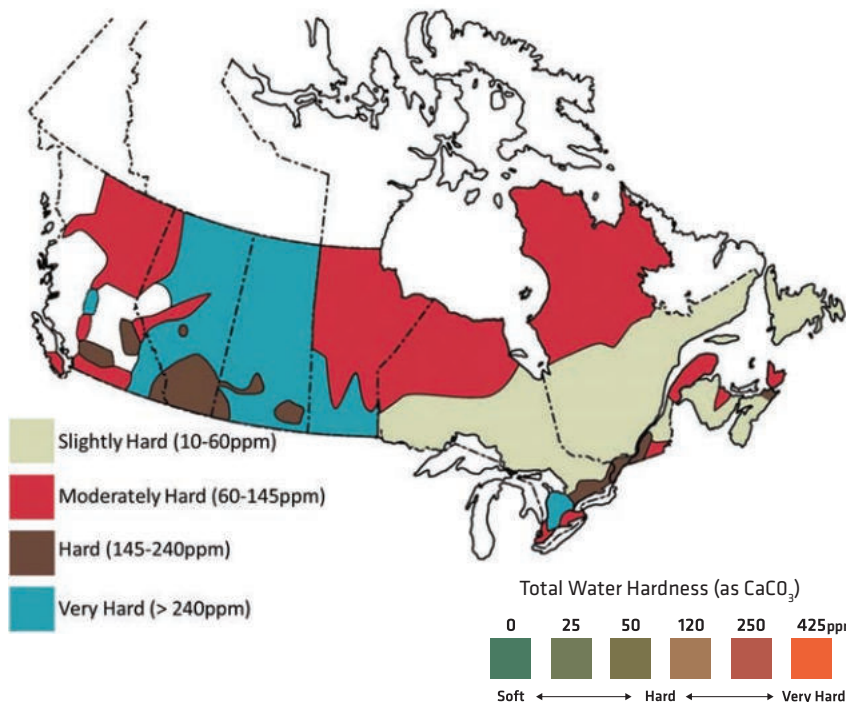 Slightly Hard (10-60ppm)
Moderately Hard (60-145ppm)
Hard (145-240ppm)
Very Hard (> 240ppm)
Total Water Hardness (as CaCO₃)
0 25 50 120 250 425ppm
Soft Hard Very Hard